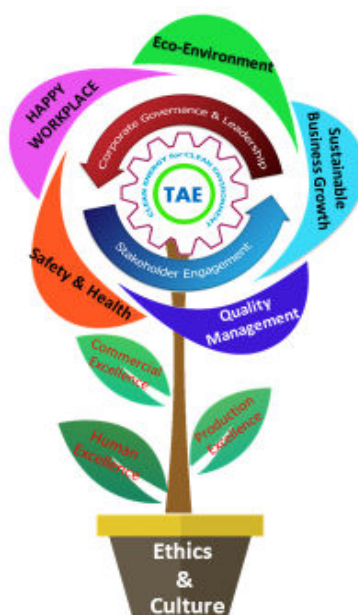 Eco-Environment
HAPPY
WORKPLACE
Sustainable
Business Growth
Corporate Governance & Leadership
CLEAN ENERGY for CLEAN ENVIRONMENT
TAE
Stakeholder Engagement
Safety & Health
Quality
Management
Commercial
Excellence
Production
Excellence
Human
Excellence
Ethics
&
Culture